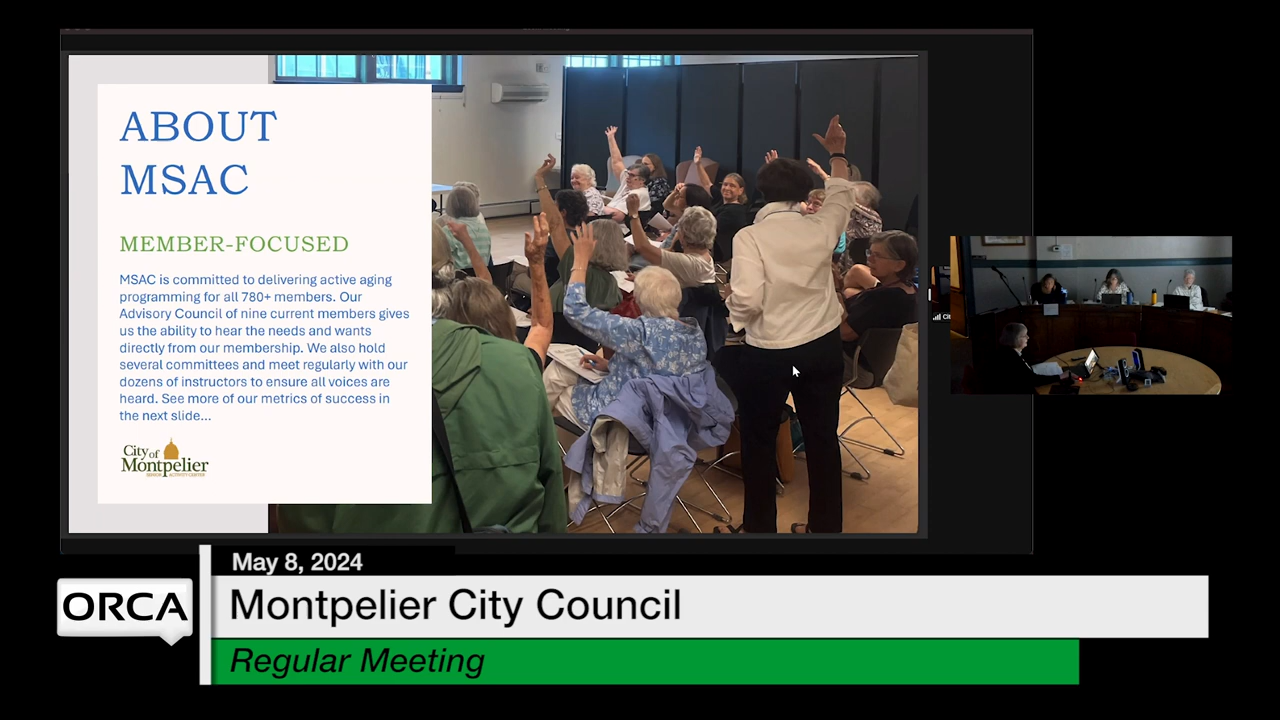 ABOUT
MSAC
MEMBER-FOCUSED
MSAC is committed to delivering active aging
programming for all 780+ members. Our
Advisory Council of nine current members gives
us the ability to hear the needs and wants
directly from our membership. We also hold
several committees and meet regularly with our
dozens of instructors to ensure all voices are
heard. See more of our metrics of success in
the next slide...
City of
Montpelier
May 8, 2024
ORCA
Montpelier City Council
Regular Meeting